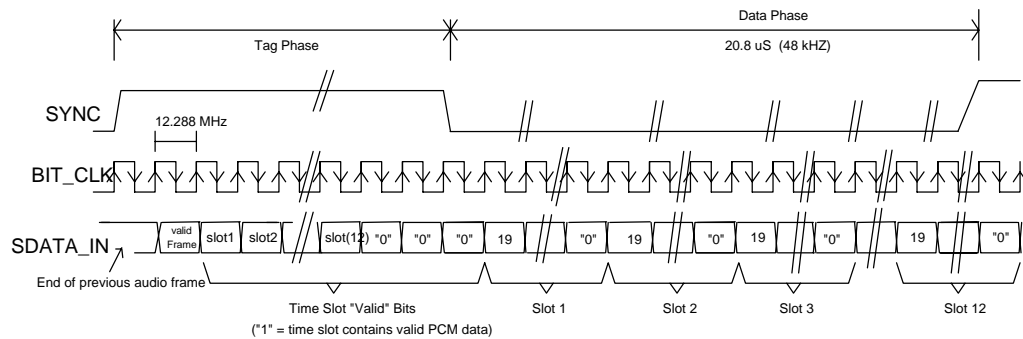 Data Phase
Tag Phase
20.8 uS (48 kHZ)
SYNC
12.288 MHz
BIT_CLK
SDATA_IN
valid Frame slot1 slot2 slot(12) "0" "0" "0" 19 "0" 19 "0" 19 "0" 19 "0"
End of previous audio frame
Time Slot "Valid" Bits
("1" = time slot contains valid PCM data)
Slot 1
Slot 2
Slot 3
Slot 12